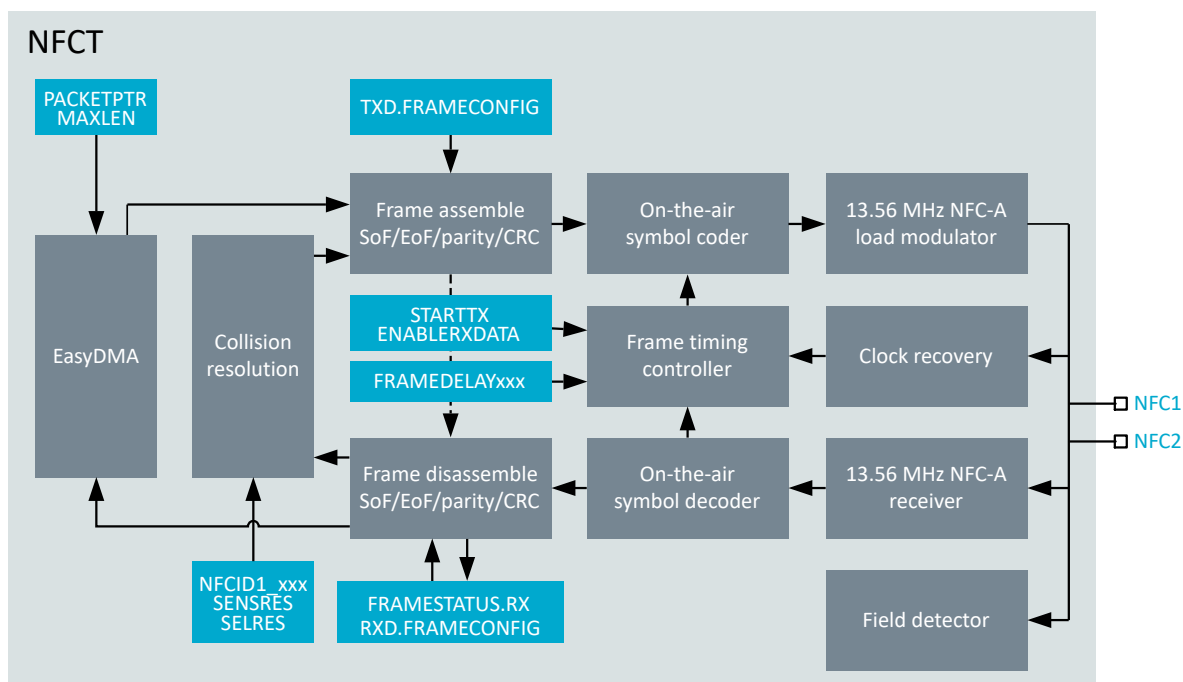 NFCT
PACKETPTR
MAXLEN
TXD.FRAMECONFIG
Frame assemble
SoF/EoF/parity/CRC
On-the-air
symbol coder
13.56 MHz NFC-A
load modulator
EasyDMA
Collision
resolution
STARTTX
ENABLERXDATA
Frame timing
controller
Clock recovery
FRAMEDELAYxxx
NFC1
NFC2
Frame disassemble
SoF/EoF/parity/CRC
On-the-air
symbol decoder
13.56 MHz NFC-A
receiver
NFCID1_xxx
SENSRES
SELRES
FRAMESTATUS.RX
RXD.FRAMECONFIG
Field detector